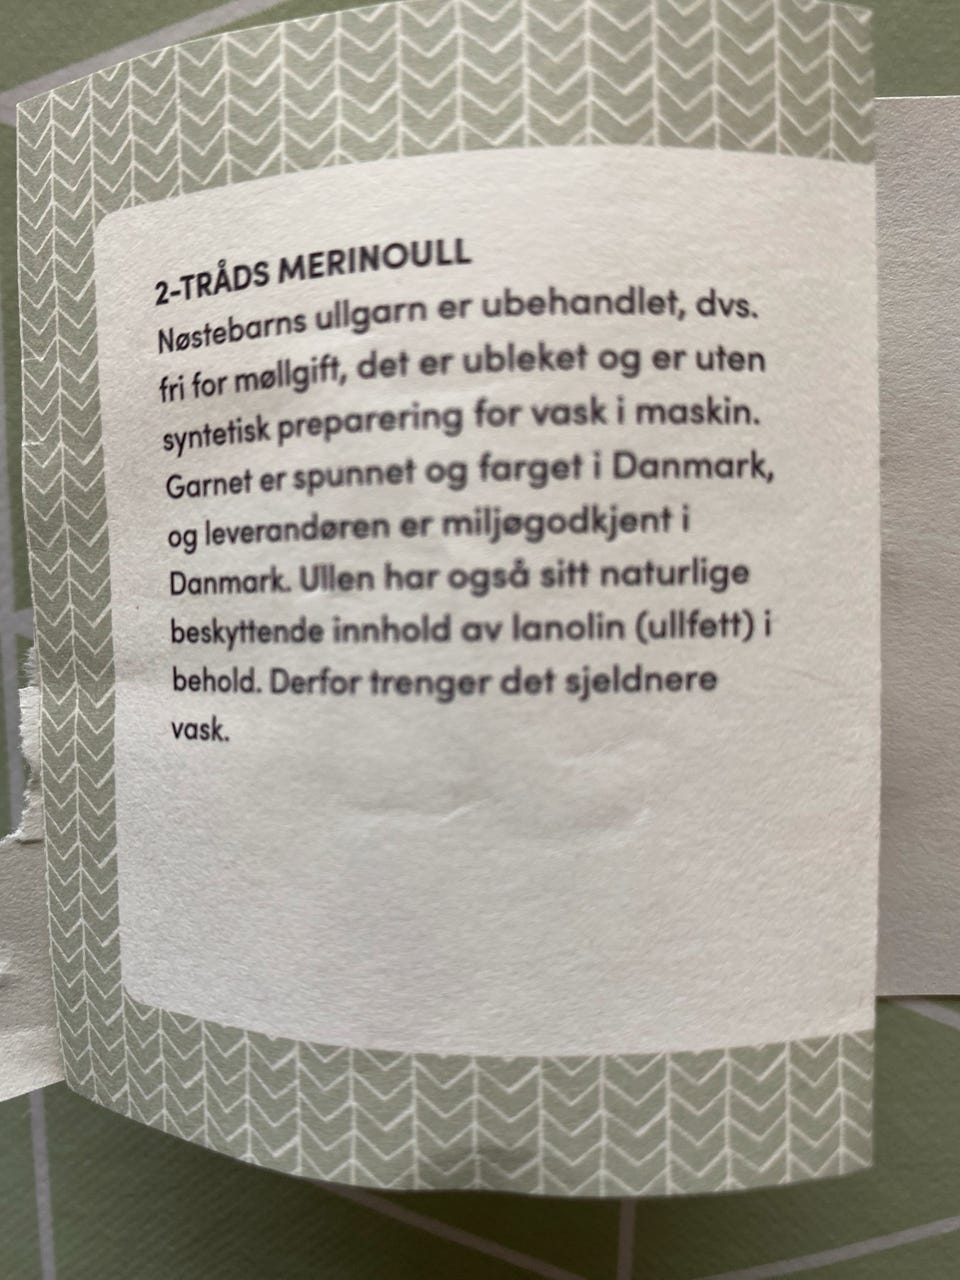 2-TRÅDS MERINOULL
Nøstebarns ullgarn er ubehandlet, dvs.
fri for møllgift, det er ubleket og er uten
syntetisk preparering for vask i maskin.
Garnet er spunnet og farget i Danmark,
og leverandøren er miljøgodkjent i
Danmark. Ullen har også sitt naturlige
beskyttende innhold av lanolin (ullfett) i
behold. Derfor trenger det sjeldnere
vask.